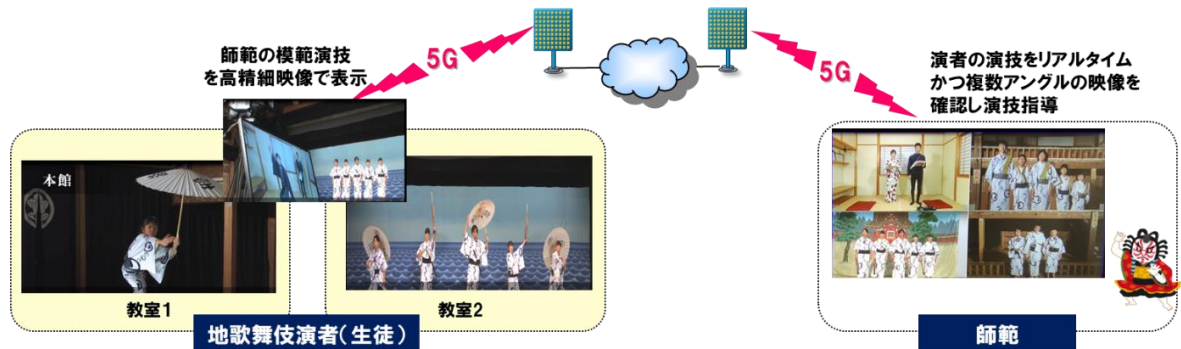 師範の模範演技
を高精細映像で表示
5G
5G
演者の演技をリアルタイム
かつ複数アングルの映像を
確認し演技指導
本館
教室1
教室2
地歌舞伎演者(生徒)
師範